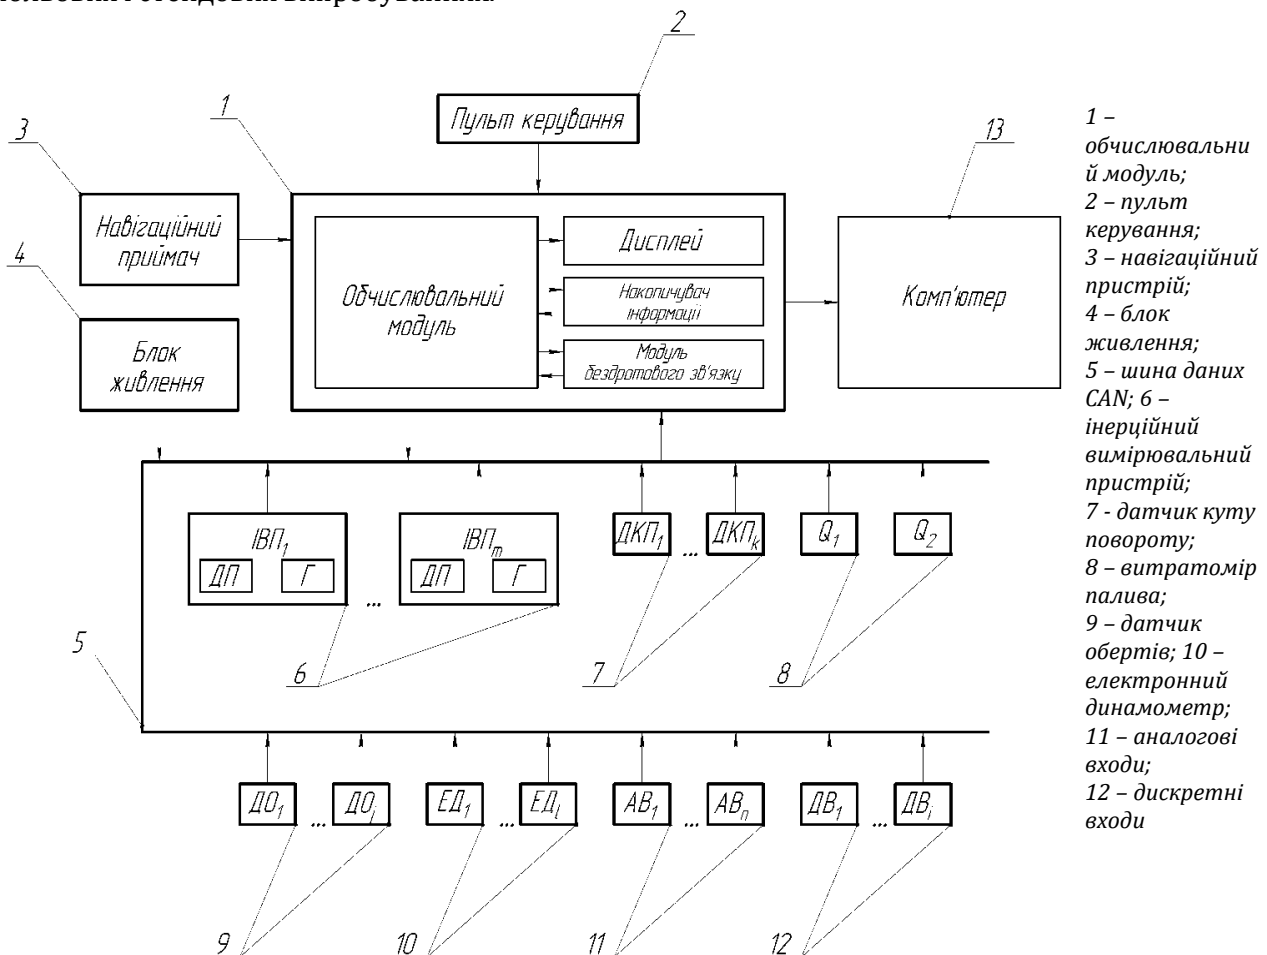 2
1
Пульт керування
3
13
Навігаційний
приймач
4
Блок
живлення
Обчислювальний
модуль
Дисплей
Накопичувач
інформації
Модуль
бездротового зв'язку
Комп'ютер
1 –
обчислювальни
й модуль;
2 – пульт
керування;
3 – навігаційний
пристрій;
4 – блок
живлення;
5 – шина даних
CAN; 6 –
інерційний
вимірювальний
пристрій;
7 - датчик куту
повороту;
8 – витратомір
палива;
9 – датчик
обертів; 10 –
електронний
динамометр;
11 – аналогові
входи;
12 – дискретні
входи
ІВП1
ДП Г
...
ІВПm
ДП Г
ДКП1 ... ДКПk
Q1 Q2
5
6 7 8
ДО1 ... ДОj ЕД1 ... ЕДl АВ1 ... АВn ДВ1 ... ДВi
9 10 11 12